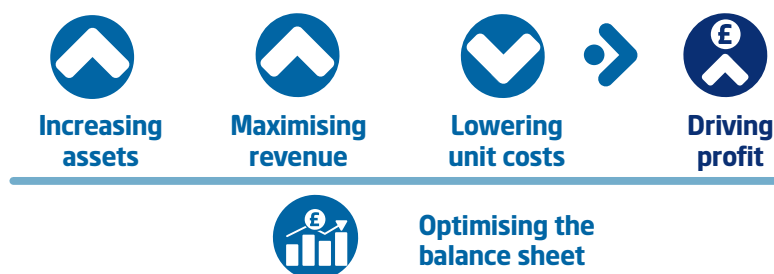 £
Increasing
assets
Maximising
revenue
Lowering
unit costs
Driving
profit
£
Optimising the
balance sheet